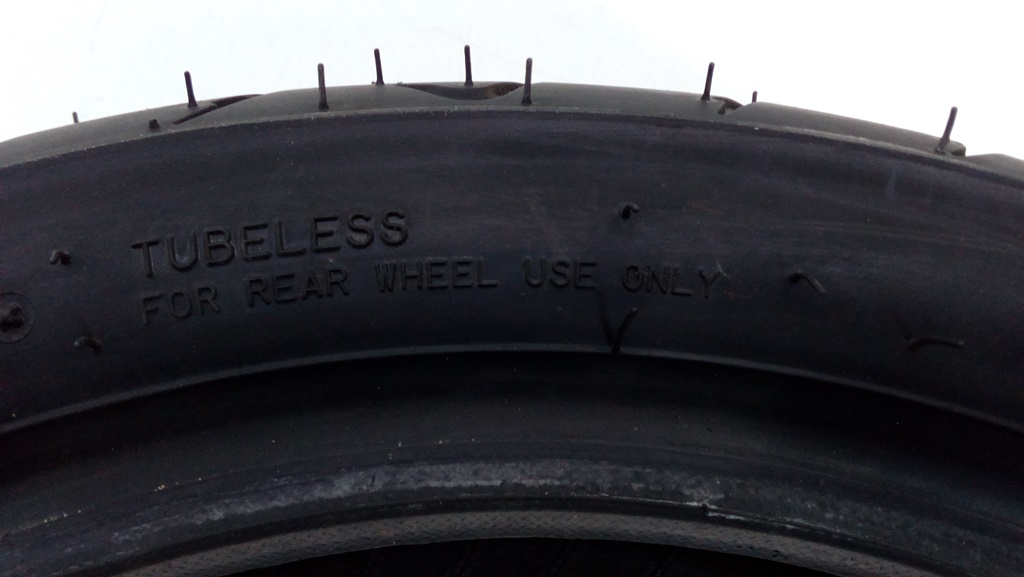 TUBELESS
FOR REAR WHEEL USE ONLY